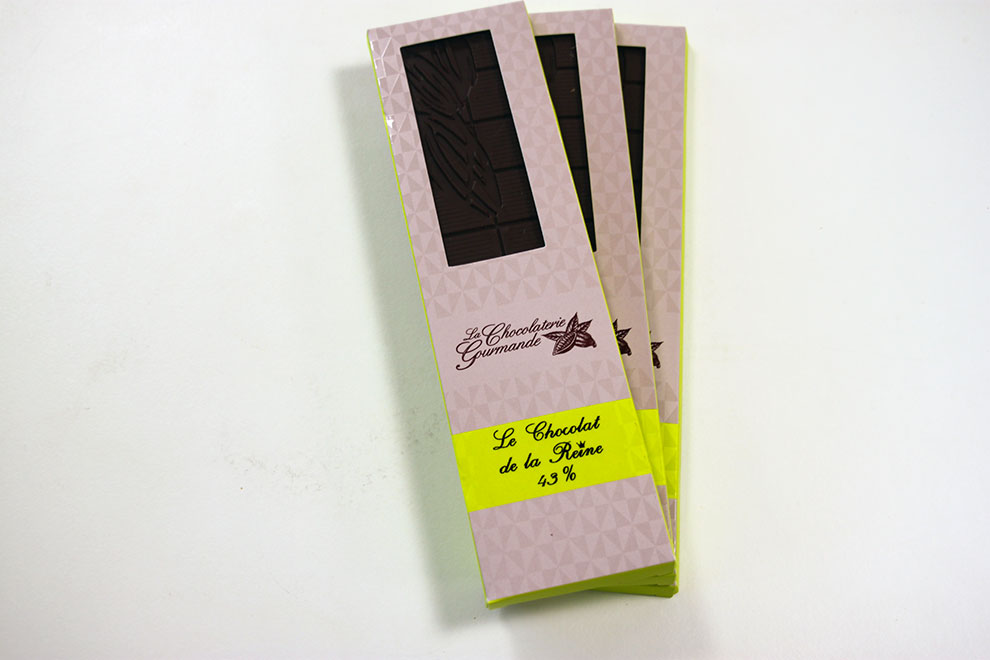 La Chocolaterie
Gourmande
Le Chocolat
de la Reine
43%